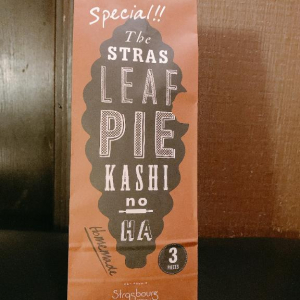 Special!!
The
STRAS
LEAF
PIE
KASHI
no
HA
Homemade
3
Strasbourg